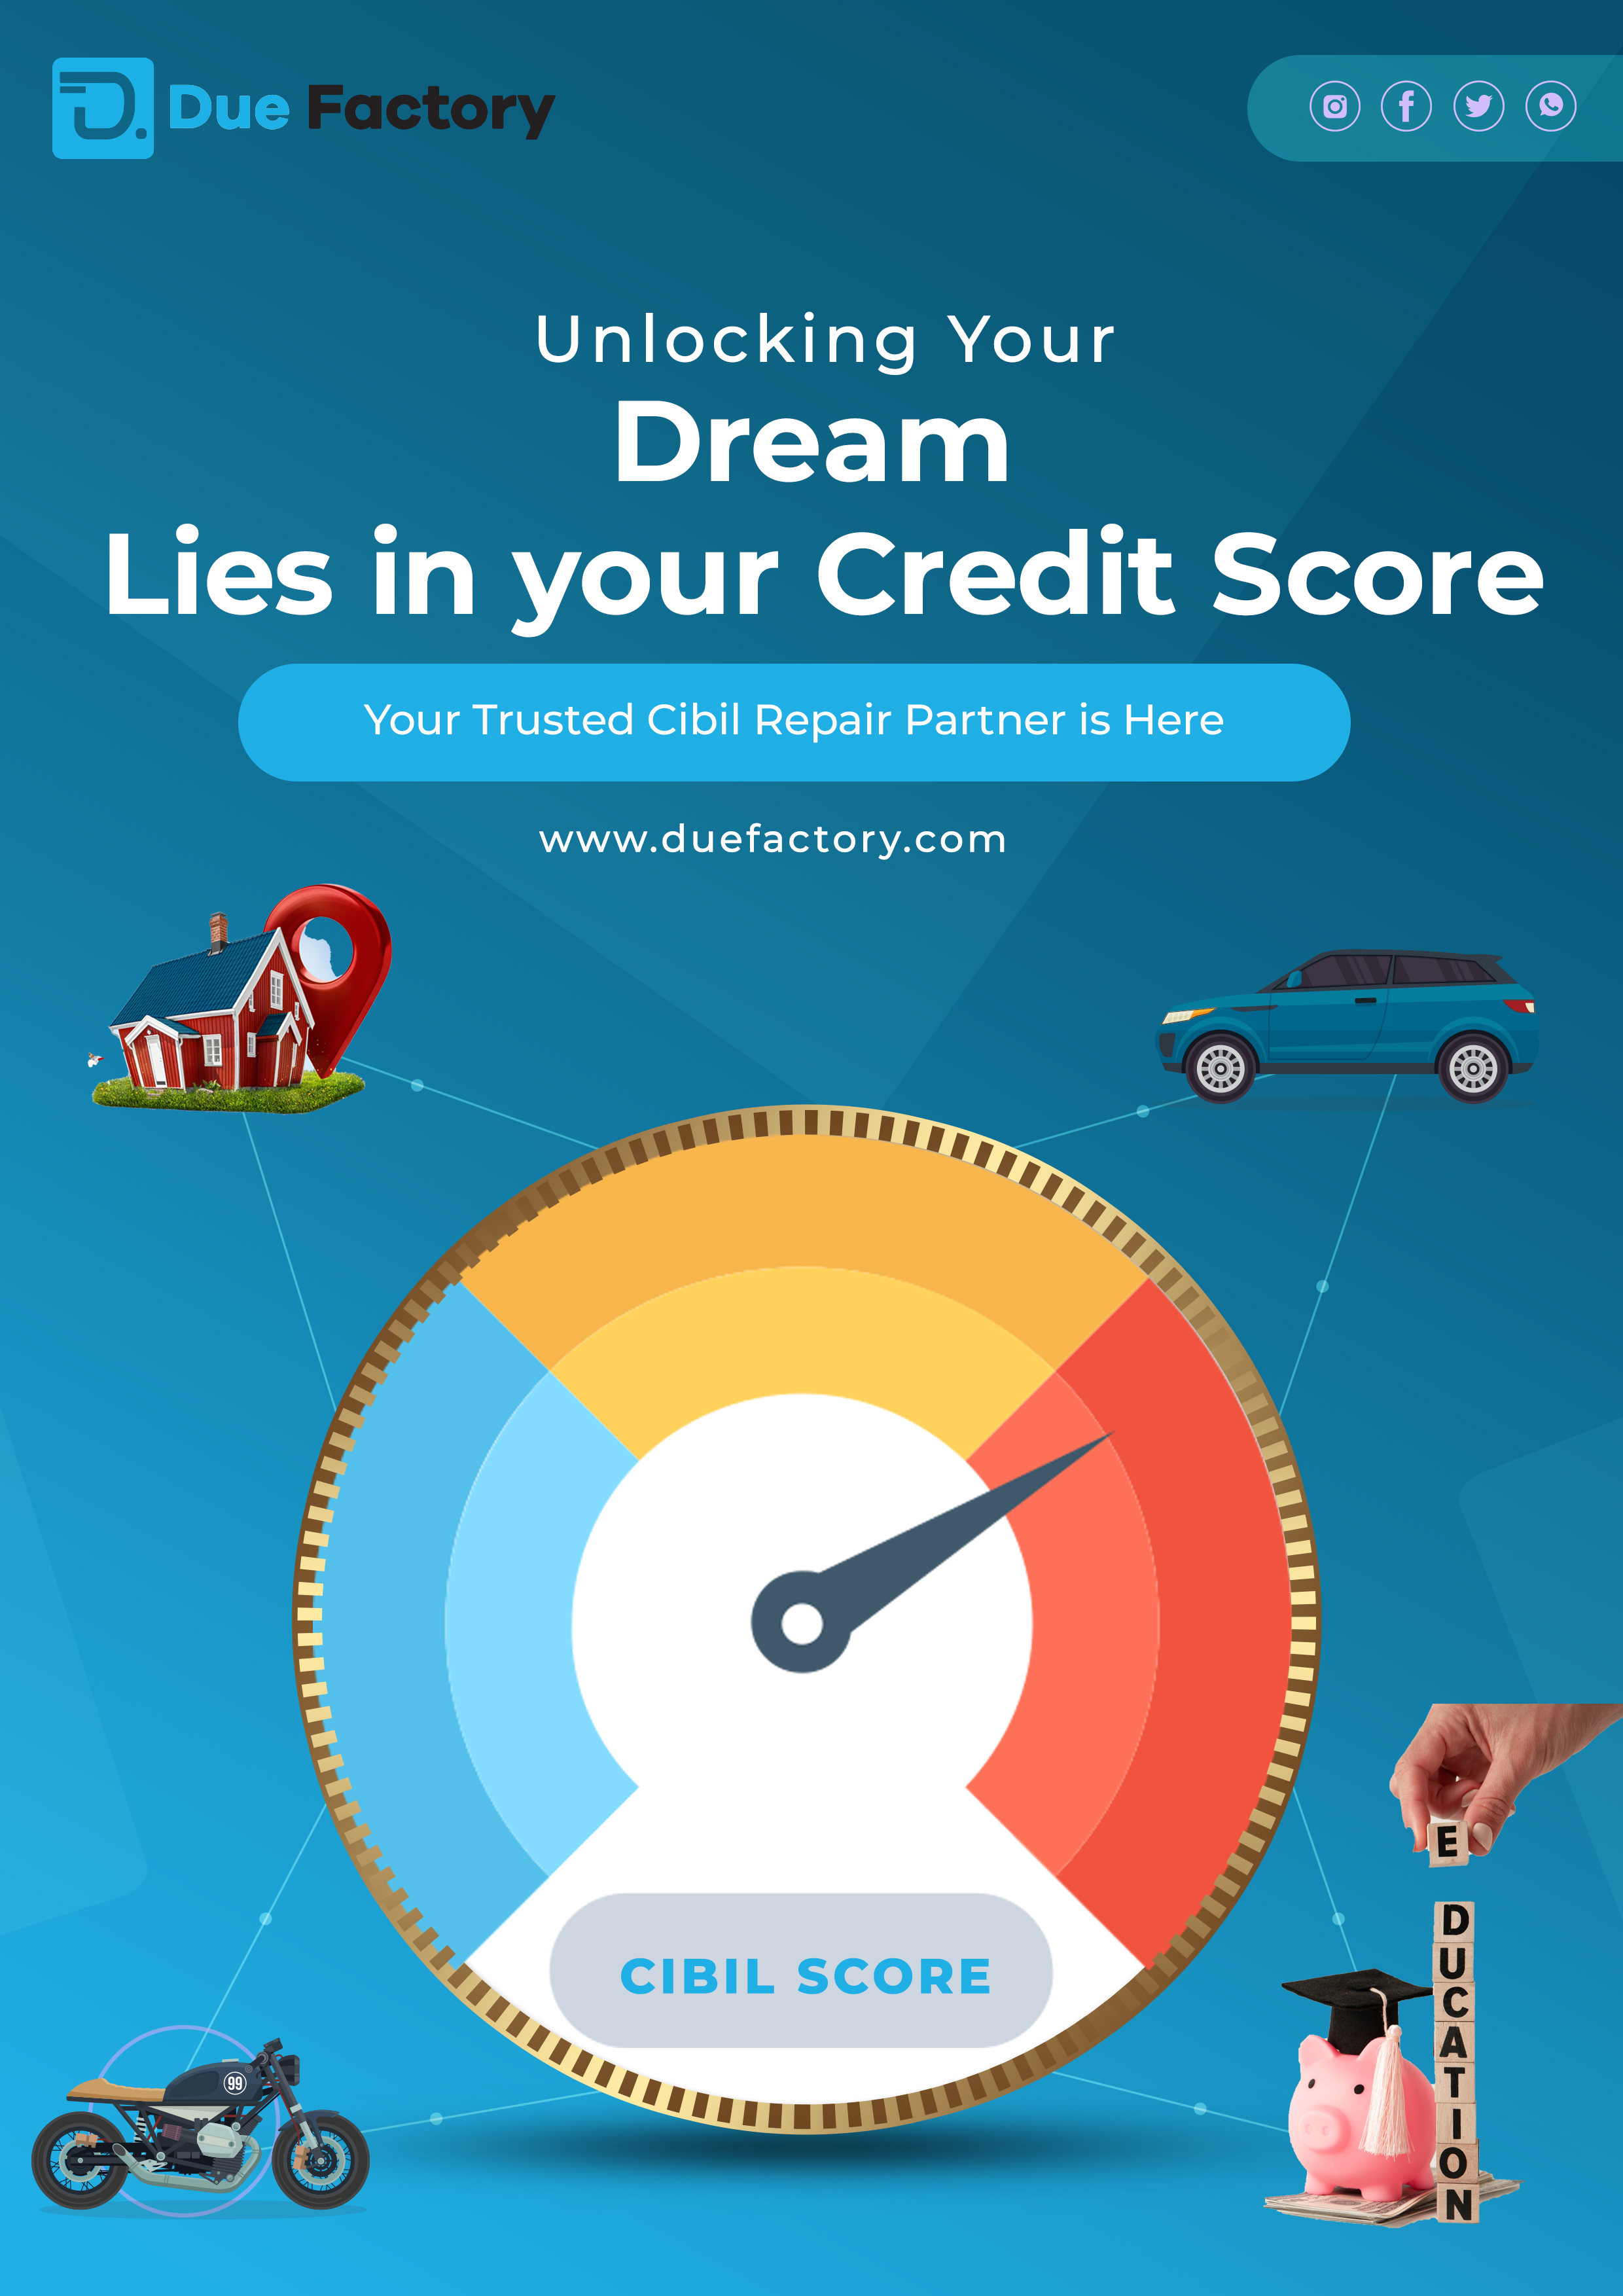 Due Factory
Unlocking Your
Dream
Lies in your Credit Score
Your Trusted Cibil Repair Partner is Here
www.duefactory.com
CIBIL SCORE
99
E
D
U
C
A
T
I
O
N